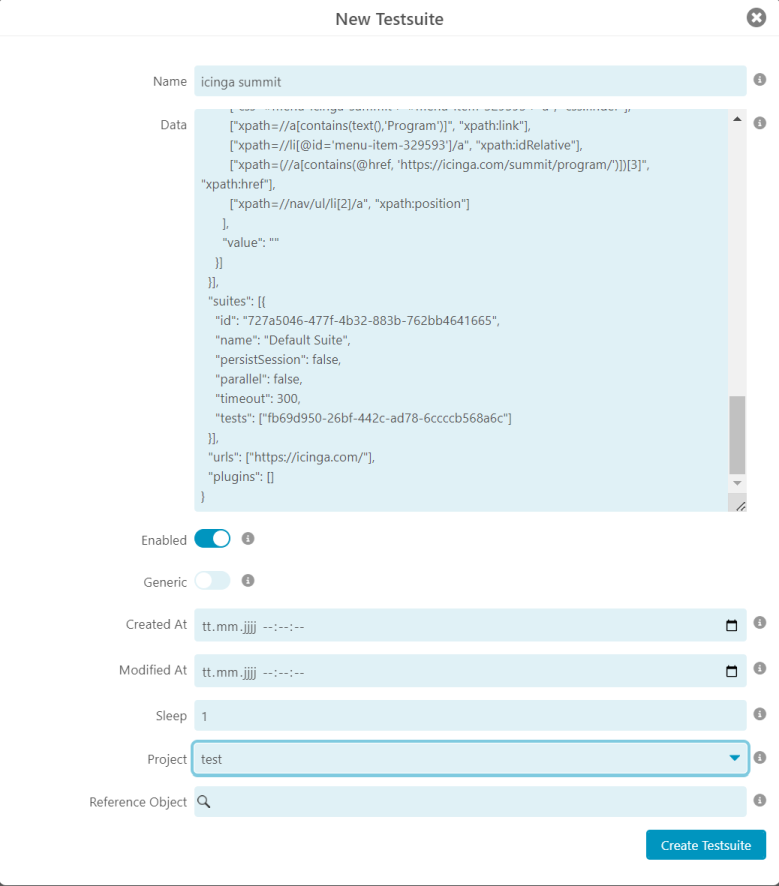 New Testsuite
Name
icinga summit
Data
["xpath=//a[contains(text(),'Program')]", "xpath:link"],
["xpath=//li[@id='menu-item-329593']/a", "xpath:idRelative"],
["xpath=(//a[contains(@href, 'https://icinga.com/summit/program/')])[3]",
"xpath:href"],
["xpath=//nav/ul/li[2]/a", "xpath:position"]
],
"value": ""
}]
}],
"suites": [{
"id": "727a5046-477f-4b32-883b-762bb4641665",
"name": "Default Suite",
"persistSession": false,
"parallel": false,
"timeout": 300,
"tests": ["fb69d950-26bf-442c-ad78-6ccccb568a6c"]
}],
"urls": ["https://icinga.com/"],
"plugins": []
}
Enabled
Generic
Created At
tt.mm.jjjj --:--:--
Modified At
tt.mm.jjjj --:--:--
Sleep
1
Project
test
Reference Object
Create Testsuite